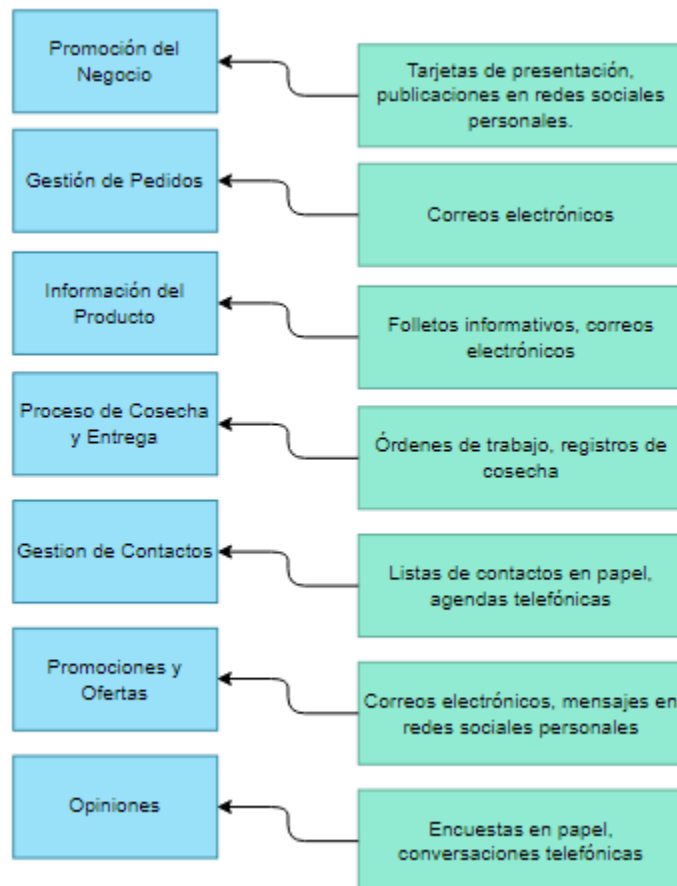 Promoción del
Negocio
Tarjetas de presentación,
publicaciones en redes sociales
personales.
Gestión de Pedidos
Correos electrónicos
Información del
Producto
Folletos informativos, correos
electrónicos
Proceso de Cosecha
y Entrega
Órdenes de trabajo, registros de
cosecha
Gestion de Contactos
Listas de contactos en papel,
agendas telefónicas
Promociones y
Ofertas
Correos electrónicos, mensajes en
redes sociales personales
Opiniones
Encuestas en papel,
conversaciones telefónicas